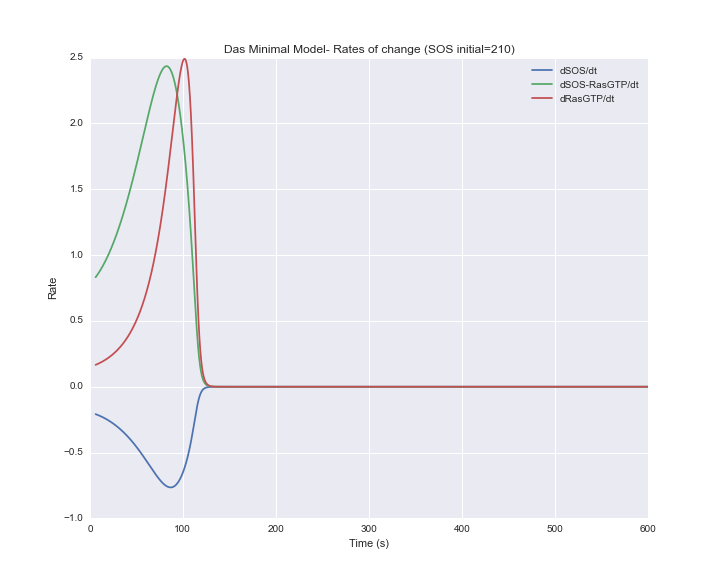 Das Minimal Model- Rates of change (SOS initial=210)
dSOS/dt
dSOS-RasGTP/dt
dRasGTP/dt
2.5
2.0
1.5
1.0
0.5
0.0
−0.5
−1.0
Rate
0 100 200 300 400 500 600
Time (s)